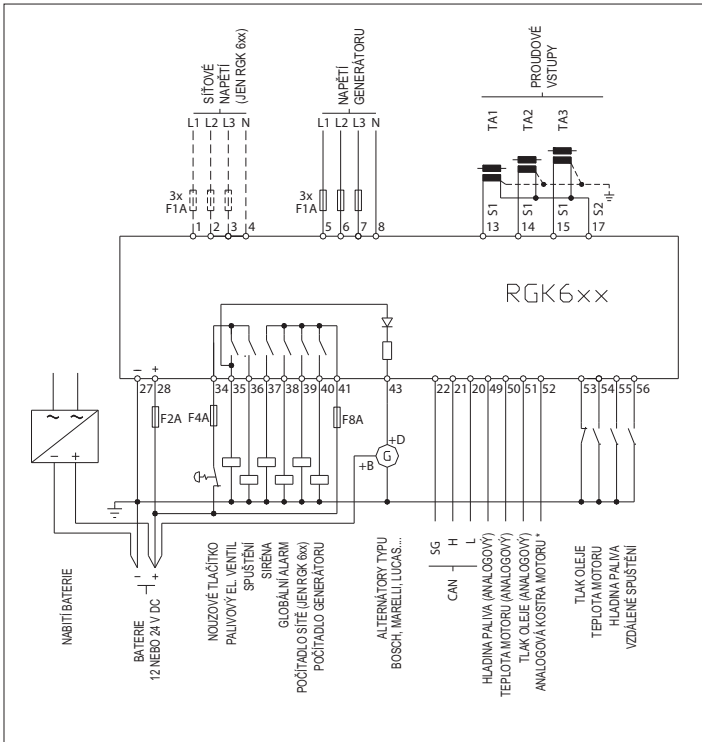 SÍŤOVÉ
NAPĚTÍ
(JEN RGK 6xx)
L1 L2 L3 N
NAPĚTÍ
GENERÁTORU
L1 L2 L3 N
PROUDOVÉ
VSTUPY
TA1
TA2
TA3
3x
F1A
3x
F1A
S1
S1
S1
S2
1 2 3 4
5 6 7 8
13 14 15 17
RGK6xx
- +
27 28 34 35 36 37 38 39 40 41 43 22 21 20 49 50 51 52 53 54 55 56
~ ~
- +
F2A
F4A
F8A
+D
+B
G
- +
NABITÍ BATERIE
BATERIE
12 NEBO 24 V DC
NOUZOVÉ TLAČÍTKO
PALIVOVÝ EL. VENTIL
SPUŠTĚNÍ
SIRÉNA
GLOBÁLNÍ ALARM
POČÍTADLO SÍTĚ (JEN RGK 6xx)
POČÍTADLO GENERÁTORU
ALTERNÁTORY TYPU
BOSCH, MARELLI, LUCAS...
SG
H
L
CAN
HLADINA PALIVA (ANALOGOVÝ)
TEPLOTA MOTORU (ANALOGOVÝ)
TLAK OLEJE (ANALOGOVÝ)
ANALOGOVÁ KOSTRA MOTORU *
TLAK OLEJE
TEPLOTA MOTORU
HLADINA PALIVA
VZDÁLENÉ SPUŠTĚNÍ